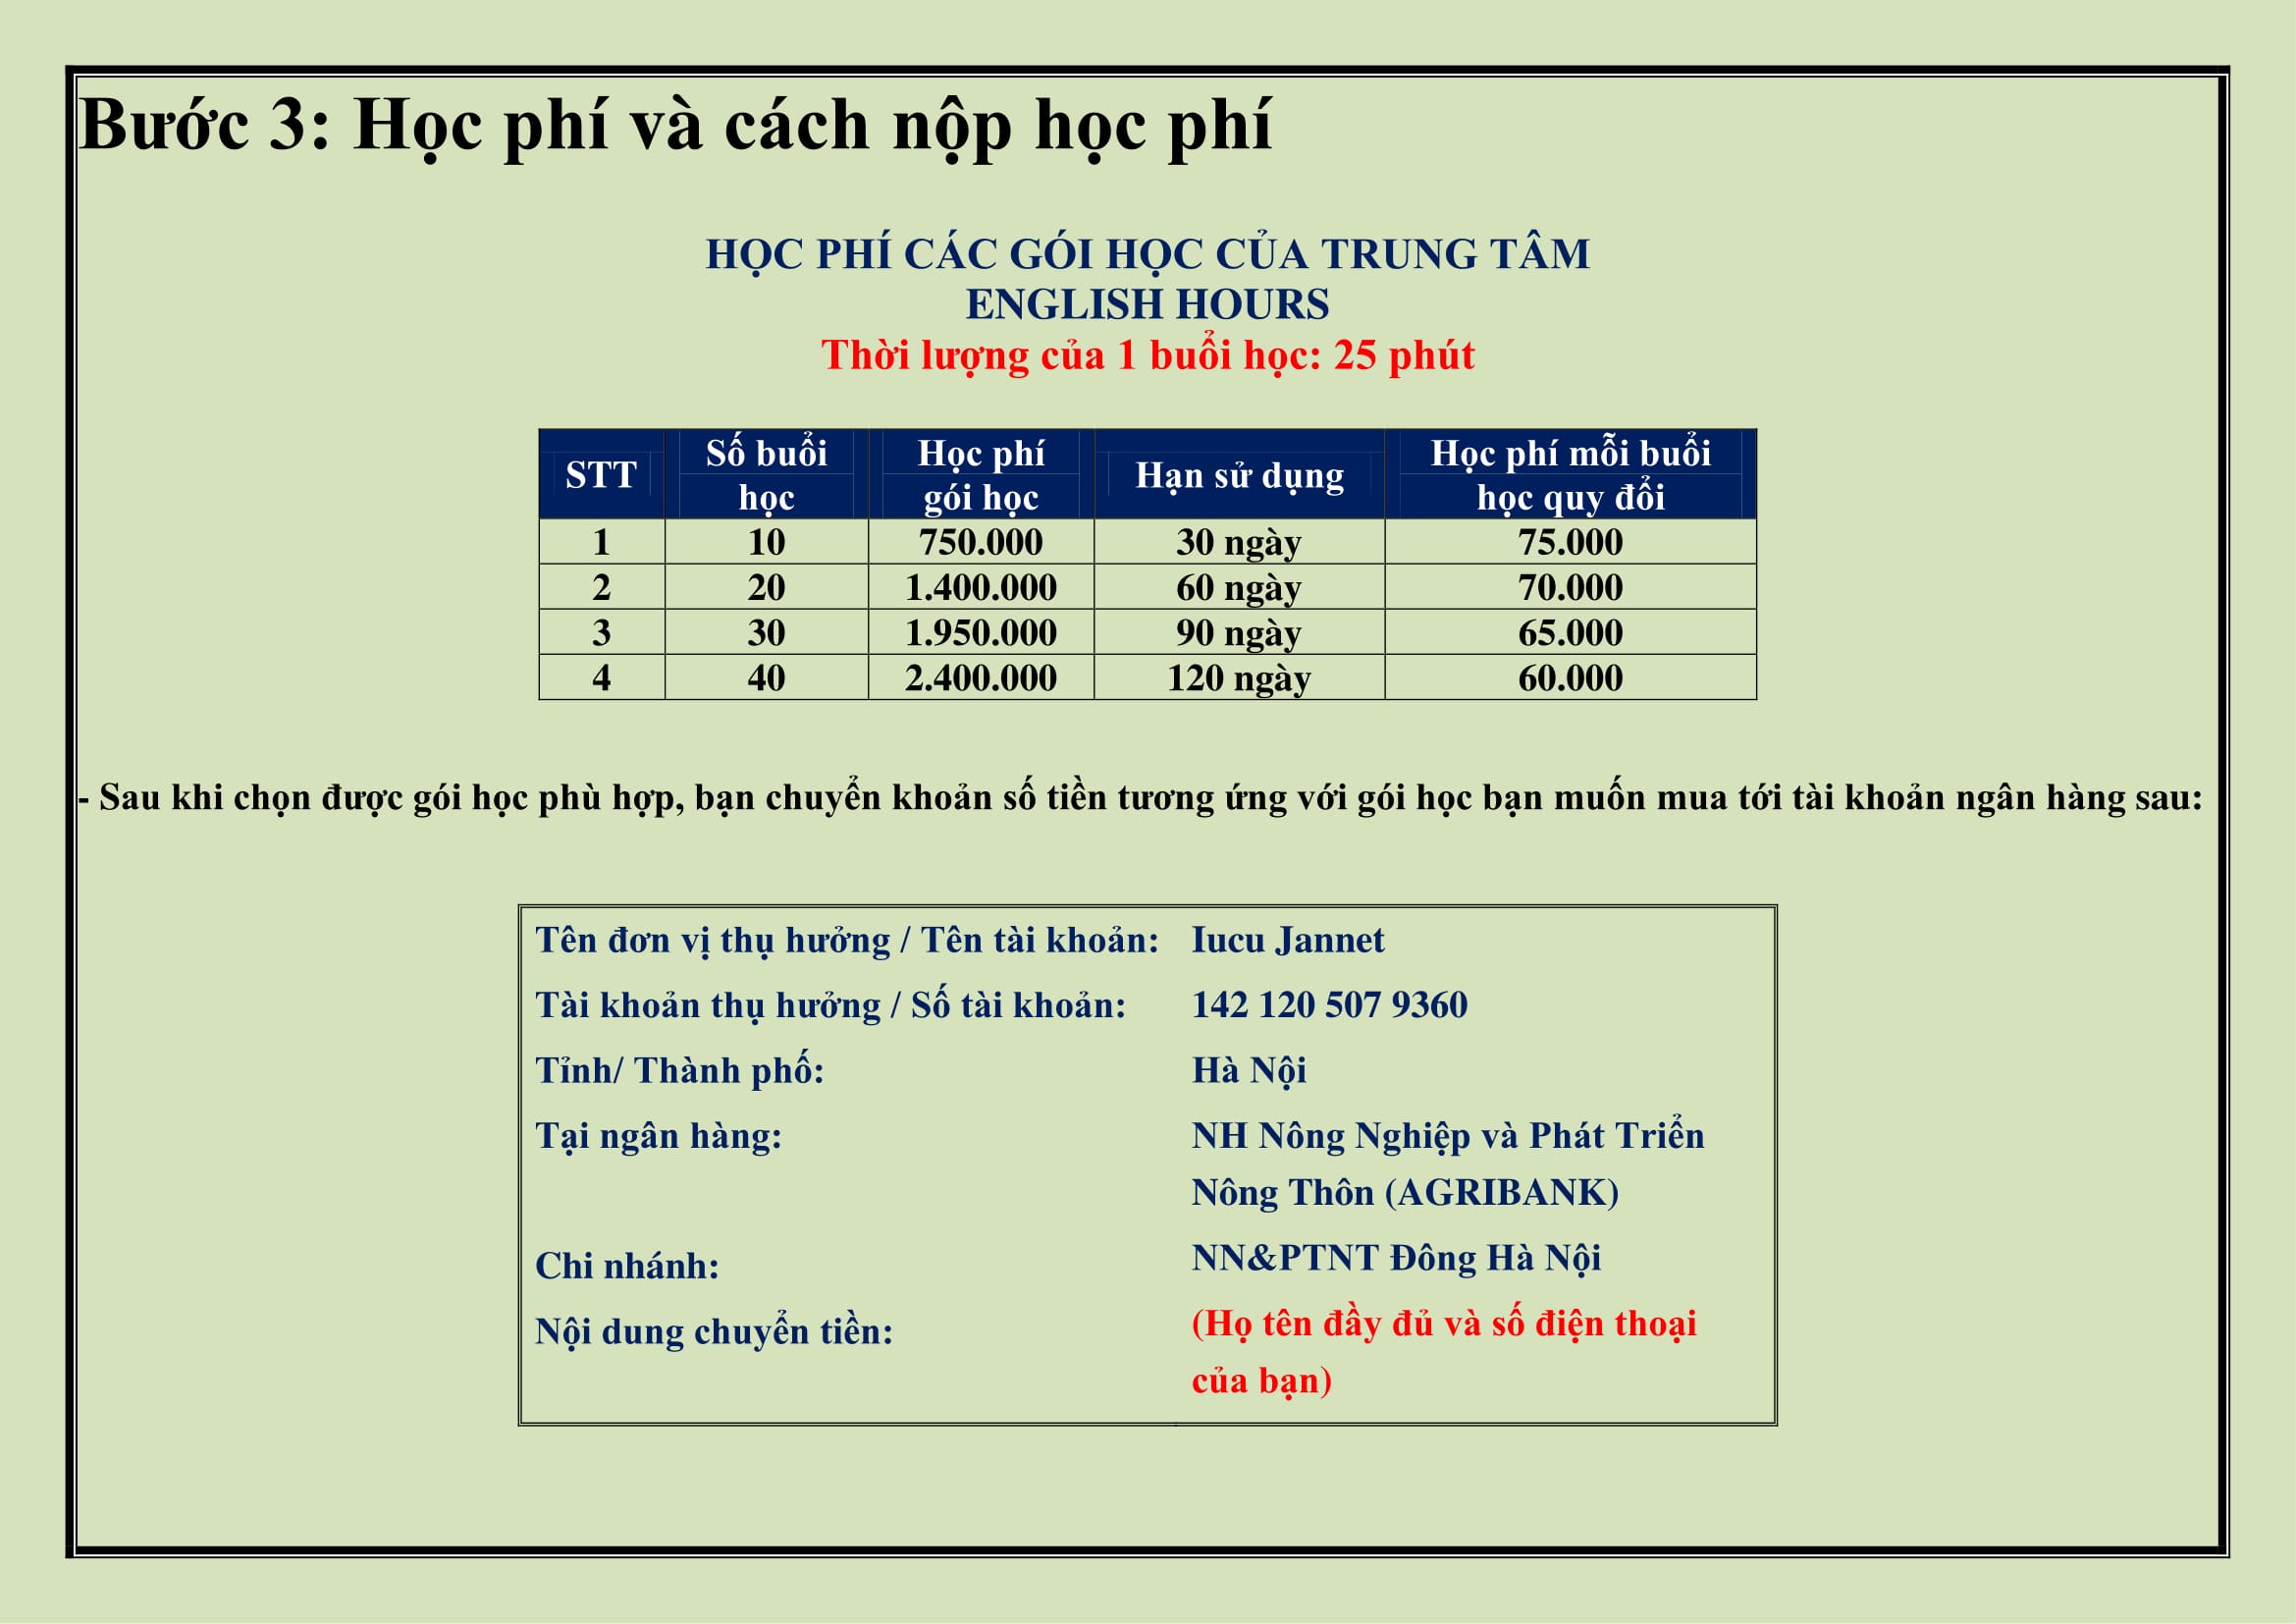 Bước 3: Học phí và cách nộp học phí
HỌC PHÍ CÁC GÓI HỌC CỦA TRUNG TÂM
ENGLISH HOURS
Thời lượng của 1 buổi học: 25 phút
STT Số buổi học Học phí gói học Hạn sử dụng Học phí mỗi buổi học quy đổi
1 10 750.000 30 ngày 75.000
2 20 1.400.000 60 ngày 70.000
3 30 1.950.000 90 ngày 65.000
4 40 2.400.000 120 ngày 60.000
- Sau khi chọn được gói học phù hợp, bạn chuyển khoản số tiền tương ứng với gói học bạn muốn mua tới tài khoản ngân hàng sau:
Tên đơn vị thụ hưởng / Tên tài khoản: Iucu Jannet
Tài khoản thụ hưởng / Số tài khoản: 142 120 507 9360
Tỉnh/ Thành phố: Hà Nội
Tại ngân hàng: NH Nông Nghiệp và Phát Triển
Nông Thôn (AGRIBANK)
Chi nhánh: NN&PTNT Đông Hà Nội
Nội dung chuyển tiền: (Họ tên đầy đủ và số điện thoại
của bạn)